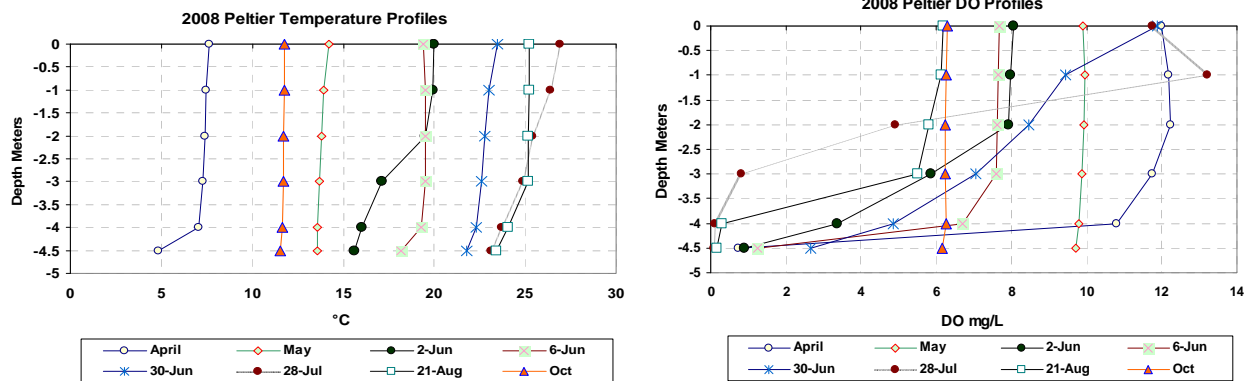 2008 Peltier Temperature Profiles
0
-0.5
-1
-1.5
-2
-2.5
-3
-3.5
-4
-4.5
-5
Depth Meters
0 5 10 15 20 25 30
°C
April May 2-Jun 6-Jun
30-Jun 28-Jul 21-Aug Oct
2008 Peltier DO Profiles
0
-0.5
-1
-1.5
-2
-2.5
-3
-3.5
-4
-4.5
-5
Depth Meters
0 2 4 6 8 10 12 14
DO mg/L
April May 2-Jun 6-Jun
30-Jun 28-Jul 21-Aug Oct